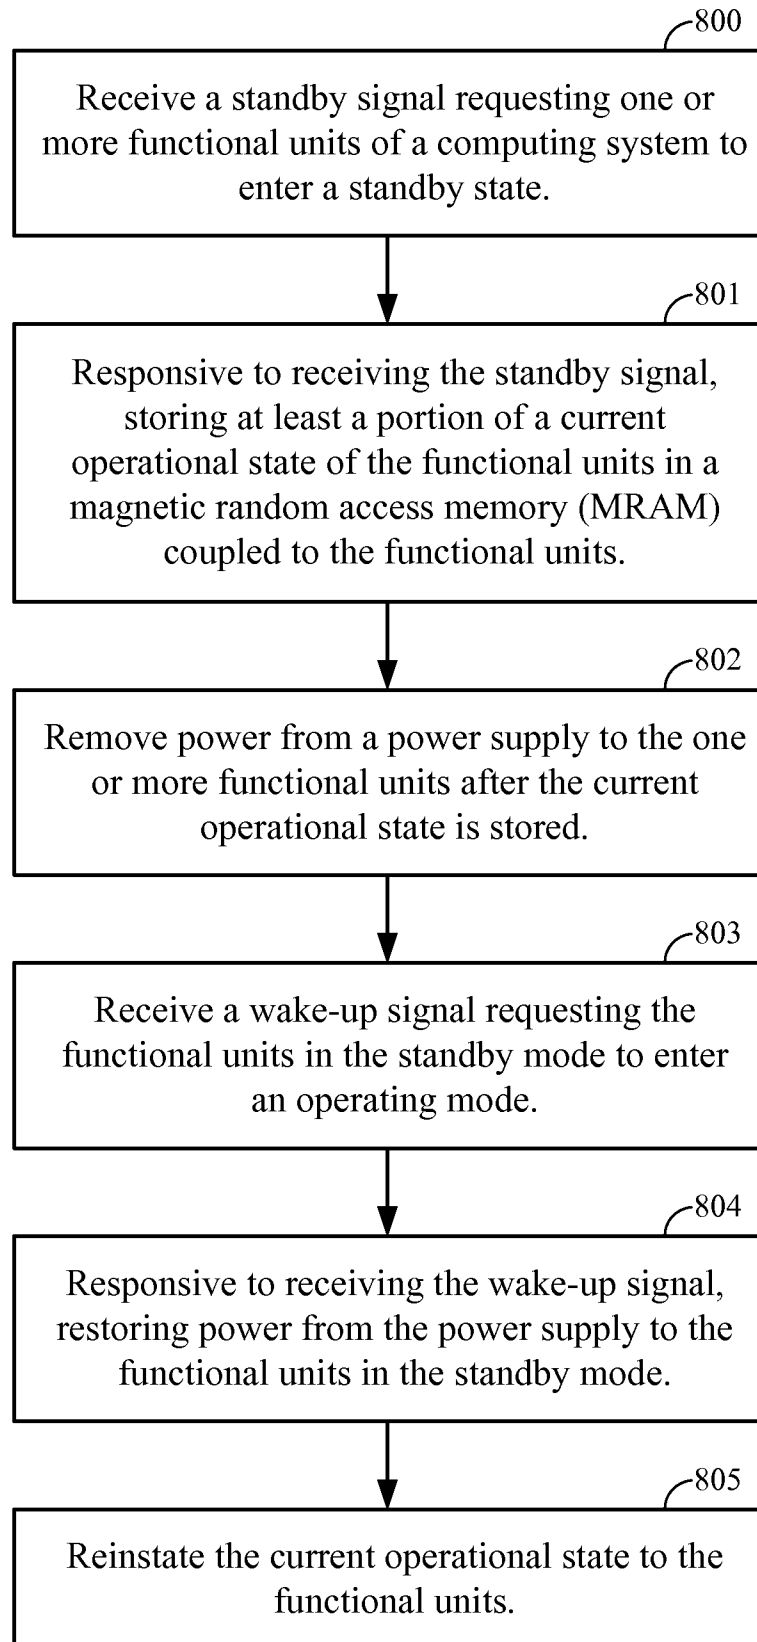 800
Receive a standby signal requesting one or
more functional units of a computing system to
enter a standby state.
801
Responsive to receiving the standby signal,
storing at least a portion of a current
operational state of the functional units in a
magnetic random access memory (MRAM)
coupled to the functional units.
802
Remove power from a power supply to the one
or more functional units after the current
operational state is stored.
803
Receive a wake-up signal requesting the
functional units in the standby mode to enter
an operating mode.
804
Responsive to receiving the wake-up signal,
restoring power from the power supply to the
functional units in the standby mode.
805
Reinstate the current operational state to the
functional units.